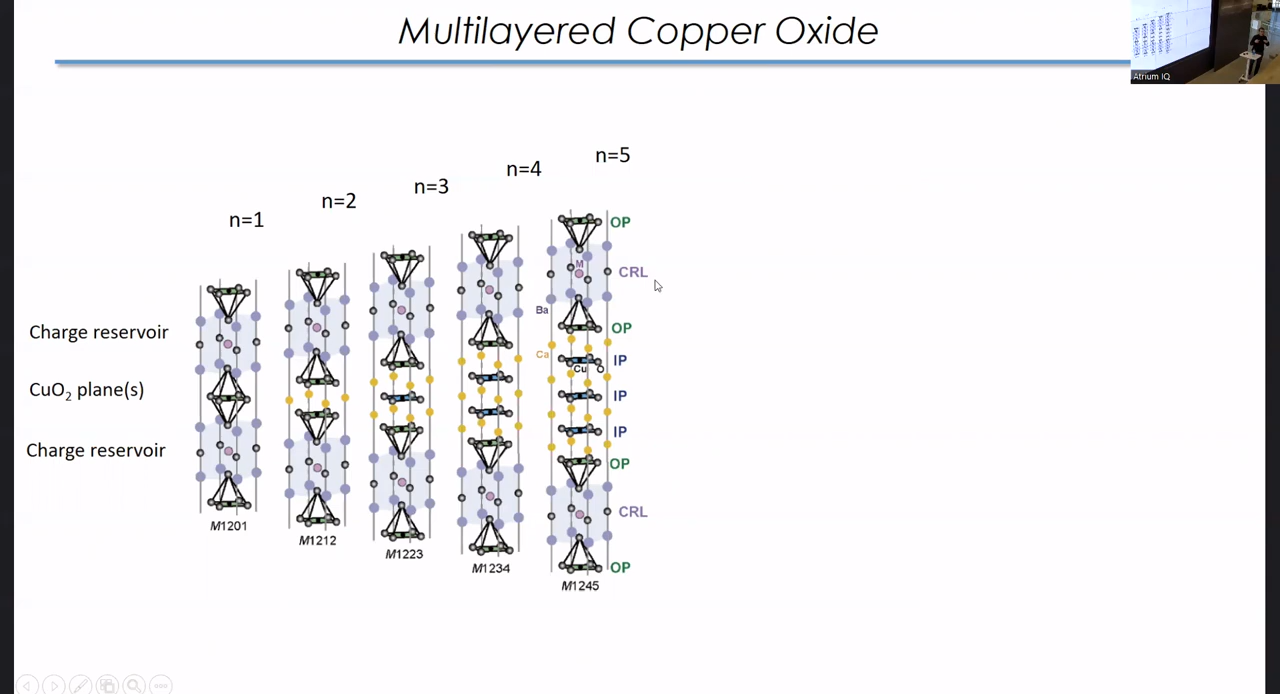 Multilayered Copper Oxide
Atrium IQ
n=1
n=2
n=3
n=4
n=5
Charge reservoir
CuO₂ plane(s)
Charge reservoir
OP
M
CRL
Ba
OP
Ca
IP
Cu O
IP
IP
OP
CRL
OP
M1201
M1212
M1223
M1234
M1245